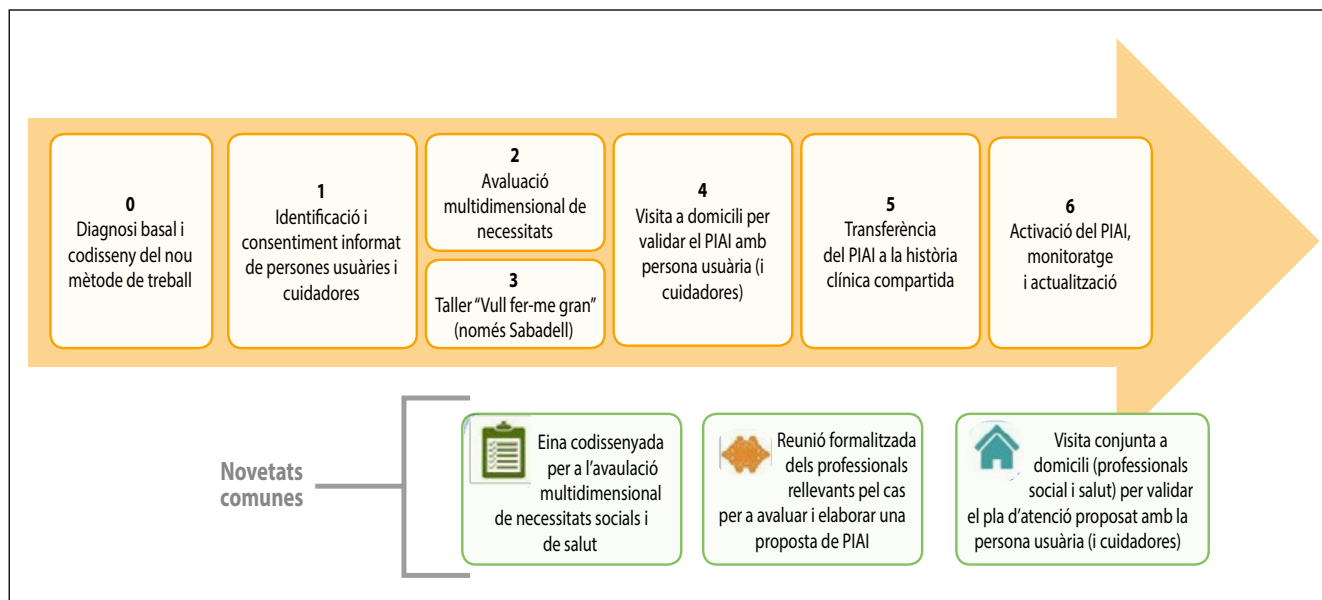 0
Diagnosi basal i
codisseny del nou
mètode de treball
1
Identificació i
consentiment informat
de persones usuàries i
cuidadores
2
Avaluació
multidimensional de
necessitats
3
Taller “Vull fer-me gran”
(només Sabadell)
4
Visita a domicili per
validar el PIAI amb
persona usuària (i
cuidadores)
5
Transferència
del PIAI a la història
clínica compartida
6
Activació del PIAI,
monitoratge
i actualització
Novetats
comunes
Eina codissenyada
per a l’avaulació
multidimensional
de necessitats socials i
de salut
Reunió formalitzada
dels professionals
rellevants pel cas
per a avaluar i elaborar una
proposta de PIAI
Visita conjunta a
domicili (professionals
social i salut) per validar
el pla d’atenció proposat amb la
persona usuària (i cuidadores)